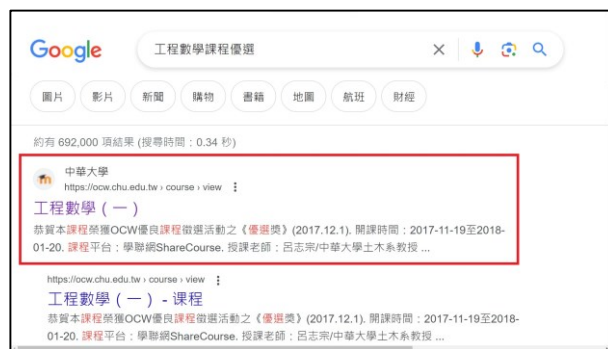 Google
工程數學課程優選
圖片 影片 新聞 購物 書籍 地圖 航班 財經
約有 692,000 項結果 (搜尋時間：0.34 秒)
中華大學
https://ocw.chu.edu.tw › course › view
工程數學（一）
恭賀本課程榮獲OCW優良課程徵選活動之《優選獎》(2017.12.1). 開課時間：2017-11-19至2018-
01-20. 課程平台：學聯網ShareCourse. 授課老師：呂志宗/中華大學土木系教授 ...
https://ocw.chu.edu.tw › course › view
工程數學（一）- 课程
恭賀本課程榮獲OCW優良課程徵選活動之《優選獎》(2017.12.1). 開課時間：2017-11-19至2018-
01-20. 課程平台：學聯網ShareCourse. 授課老師：呂志宗/中華大學土木系教授 ...